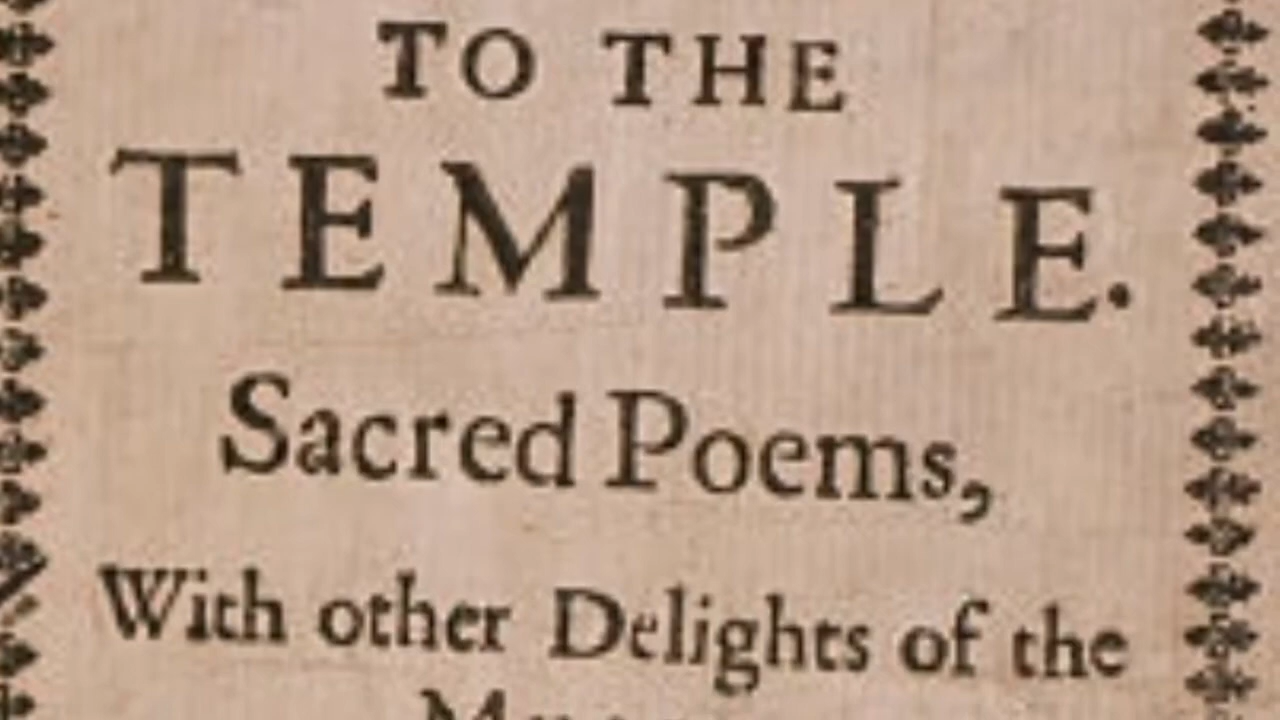 TO THE
TEMPLE.
Sacred Poems,
With other Delights of the